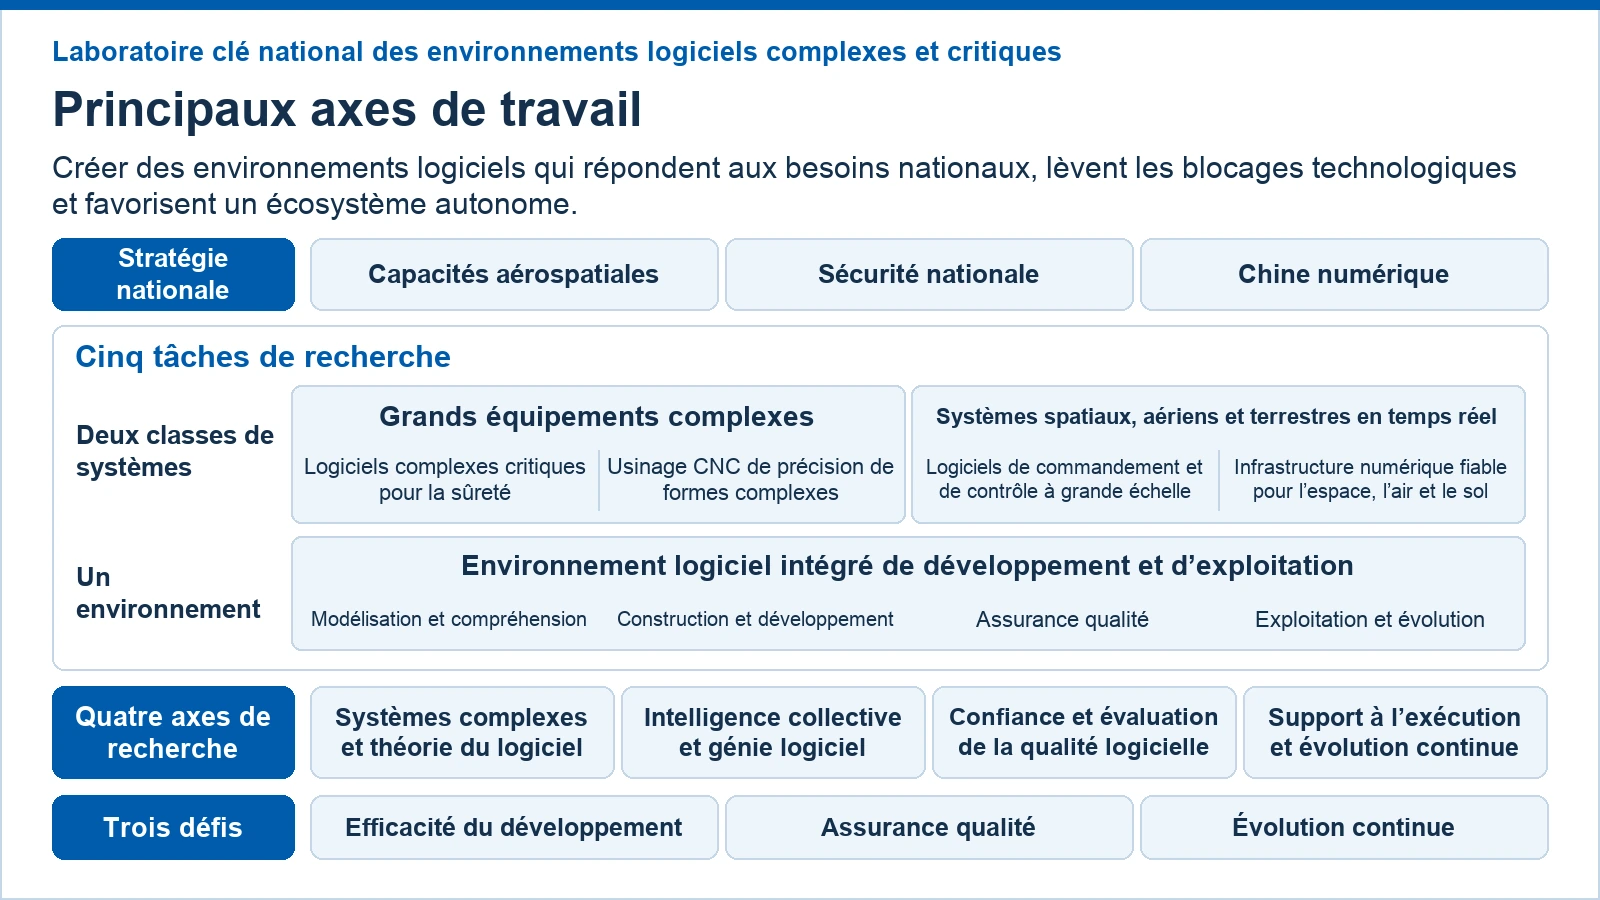 Laboratoire clé national des environnements logiciels complexes et critiques
Principaux axes de travail
Créer des environnements logiciels qui répondent aux besoins nationaux, lèvent les blocages technologiques
et favorisent un écosystème autonome.
Stratégie
nationale
Capacités aérospatiales
Sécurité nationale
Chine numérique
Cinq tâches de recherche
Deux classes de
systèmes
Grands équipements complexes
Logiciels complexes critiques
pour la sûreté
Usinage CNC de précision de
formes complexes
Systèmes spatiaux, aériens et terrestres en temps réel
Logiciels de commandement et
de contrôle à grande échelle
Infrastructure numérique fiable
pour l’espace, l’air et le sol
Un
environnement
Environnement logiciel intégré de développement et d’exploitation
Modélisation et compréhension
Construction et développement
Assurance qualité
Exploitation et évolution
Quatre axes de
recherche
Systèmes complexes
et théorie du logiciel
Intelligence collective
et génie logiciel
Confiance et évaluation
de la qualité logicielle
Support à l’exécution
et évolution continue
Trois défis
Efficacité du développement
Assurance qualité
Évolution continue